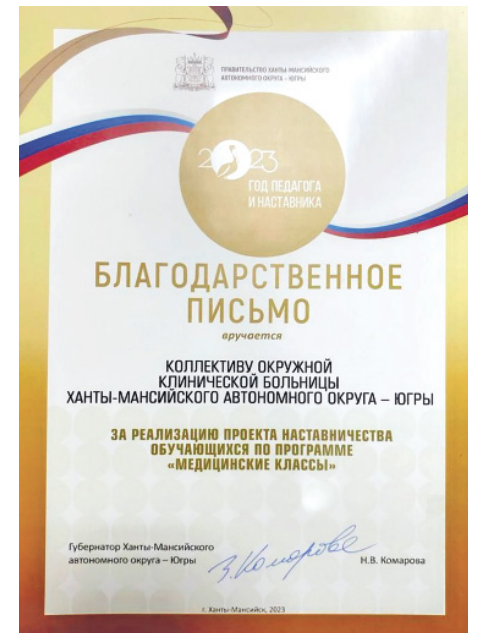 ПРАВИТЕЛЬСТВО ХАНТЫ-МАНСИЙСКОГО
АВТОНОМНОГО ОКРУГА - ЮГРЫ
2023
ГОД ПЕДАГОГА
И НАСТАВНИКА
БЛАГОДАРСТВЕННОЕ
ПИСЬМО
вручается
КОЛЛЕКТИВУ ОКРУЖНОЙ
КЛИНИЧЕСКОЙ БОЛЬНИЦЫ
ХАНТЫ-МАНСИЙСКОГО АВТОНОМНОГО ОКРУГА – ЮГРЫ
ЗА РЕАЛИЗАЦИЮ ПРОЕКТА НАСТАВНИЧЕСТВА
ОБУЧАЮЩИХСЯ ПО ПРОГРАММЕ
«МЕДИЦИНСКИЕ КЛАССЫ»
Губернатор Ханты-Мансийского
автономного округа – Югры
Н. Комарова
Н.В. Комарова
г. Ханты-Мансийск, 2023